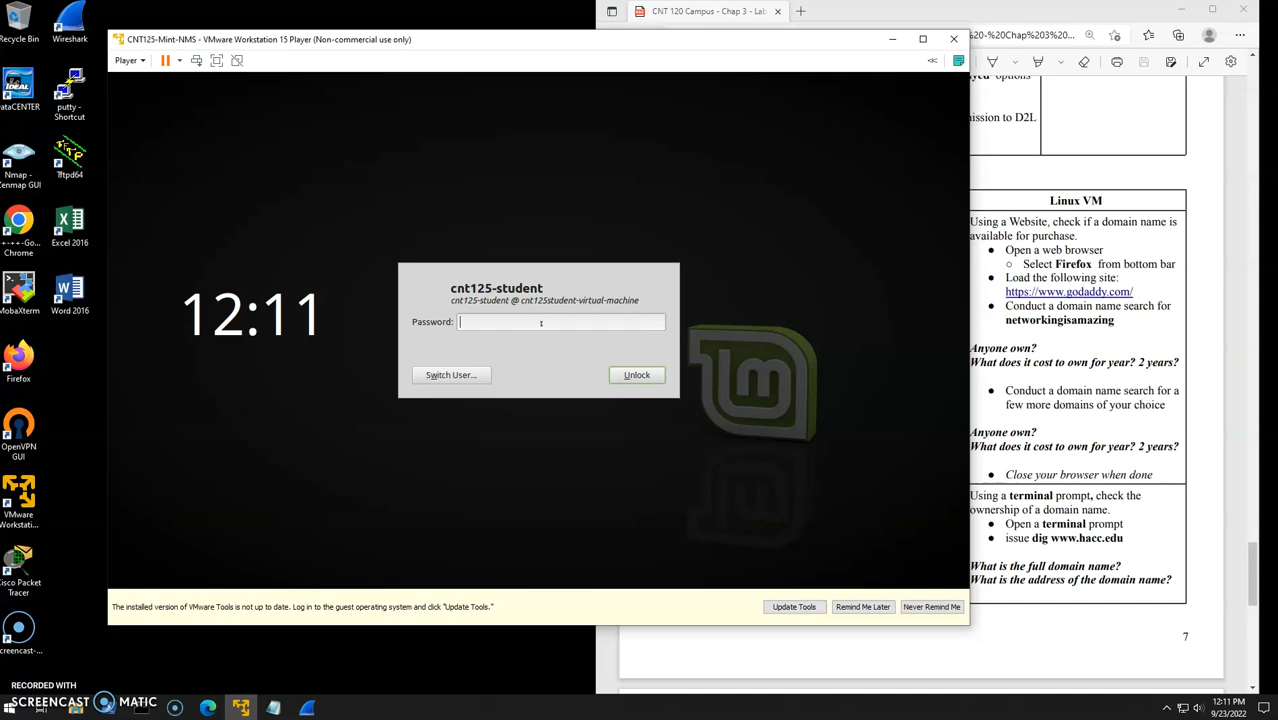 CNT 120 Campus - Chap 3 - Lab
CNT125-Mint-NMS - VMware Workstation 15 Player (Non-commercial use only)
%20-%20Chap%203%20...
Player
Recycle Bin
Wireshark
DataCENTER
putty - Shortcut
Nmap - Zenmap GUI
Tftpd64
-+-+-+-Go... Chrome
Excel 2016
MobaXterm
Word 2016
Firefox
OpenVPN GUI
VMware Workstati...
Cisco Packet Tracer
Screencast-...
12:11
cnt125-student
cnt125-student @ cnt125student-virtual-machine
Password:
Switch User...
Unlock
The installed version of VMware Tools is not up to date. Log in to the guest operating system and click "Update Tools."
Update Tools
Remind Me Later
Never Remind Me
options
mission to D2L
Linux VM
Using a Website, check if a domain name is
available for purchase.
● Open a web browser
○ Select Firefox from bottom bar
● Load the following site:
https://www.godaddy.com/
● Conduct a domain name search for
networkingisamazing
Anyone own?
What does it cost to own for year? 2 years?
● Conduct a domain name search for a
few more domains of your choice
Anyone own?
What does it cost to own for year? 2 years?
● Close your browser when done
Using a terminal prompt, check the
ownership of a domain name.
● Open a terminal prompt
● issue dig www.hacc.edu
What is the full domain name?
What is the address of the domain name?
7
RECORDED WITH
SCREENCAST MATIC
12:11 PM
9/23/2022